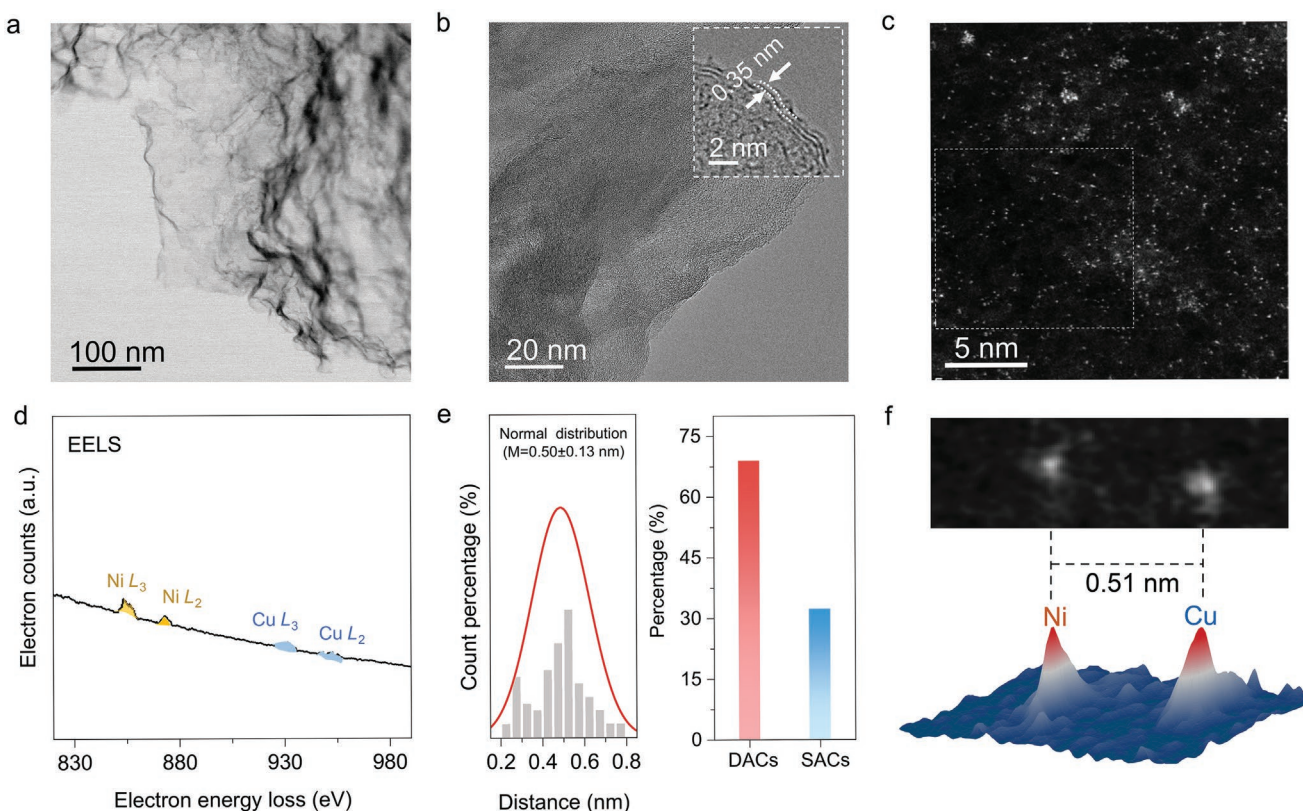 a
100 nm
b
0.35 nm
2 nm
20 nm
c
5 nm
d
EELS
Ni L3
Ni L2
Cu L3
Cu L2
Electron counts (a.u.)
830 880 930 980
Electron energy loss (eV)
e
Normal distribution
(M=0.50±0.13 nm)
Count percentage (%)
0.2 0.4 0.6 0.8
Distance (nm)
Percentage (%)
75
60
45
30
15
0
DACs SACs
f
0.51 nm
Ni Cu